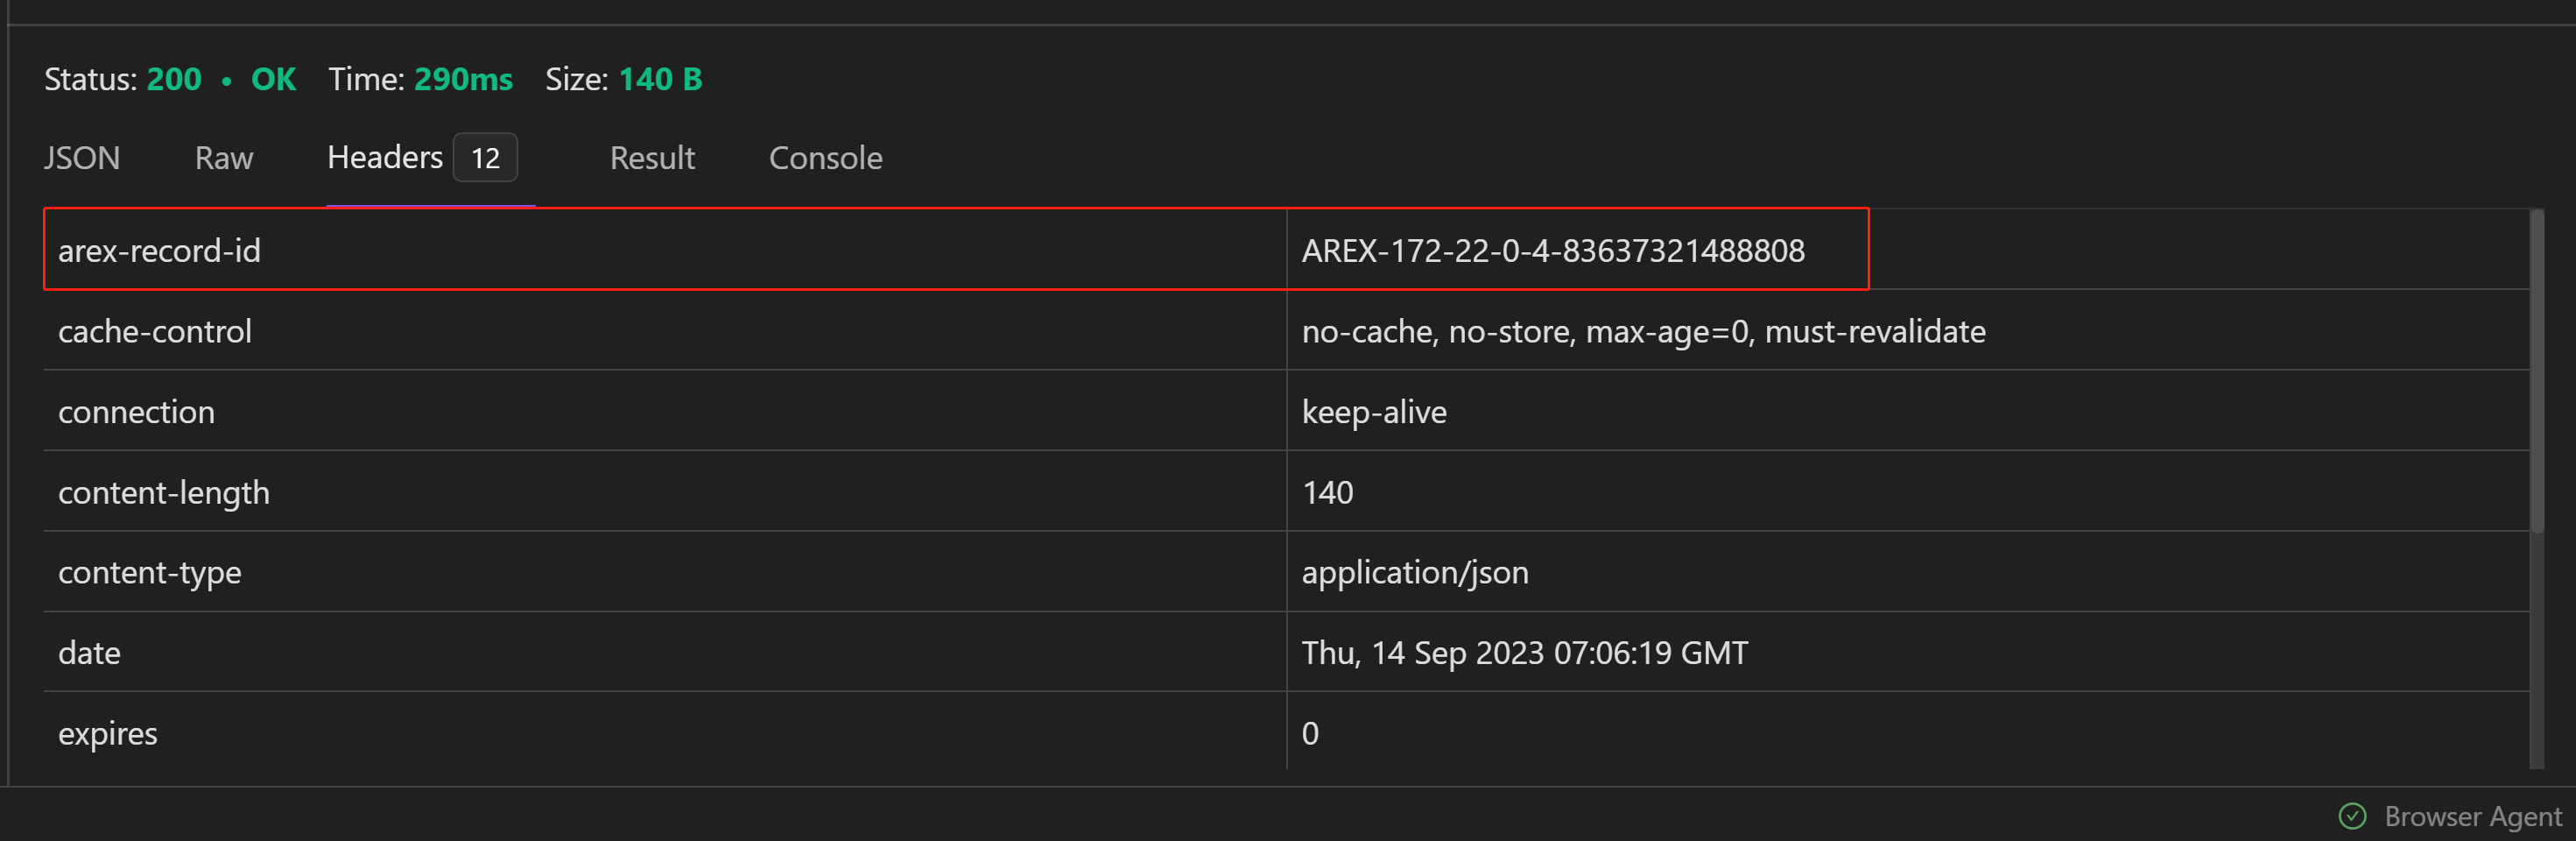 Status: 200 • OK Time: 290ms Size: 140 B
JSON Raw Headers 12 Result Console
arex-record-id AREX-172-22-0-4-83637321488808
cache-control no-cache, no-store, max-age=0, must-revalidate
connection keep-alive
content-length 140
content-type application/json
date Thu, 14 Sep 2023 07:06:19 GMT
expires 0
Browser Agent